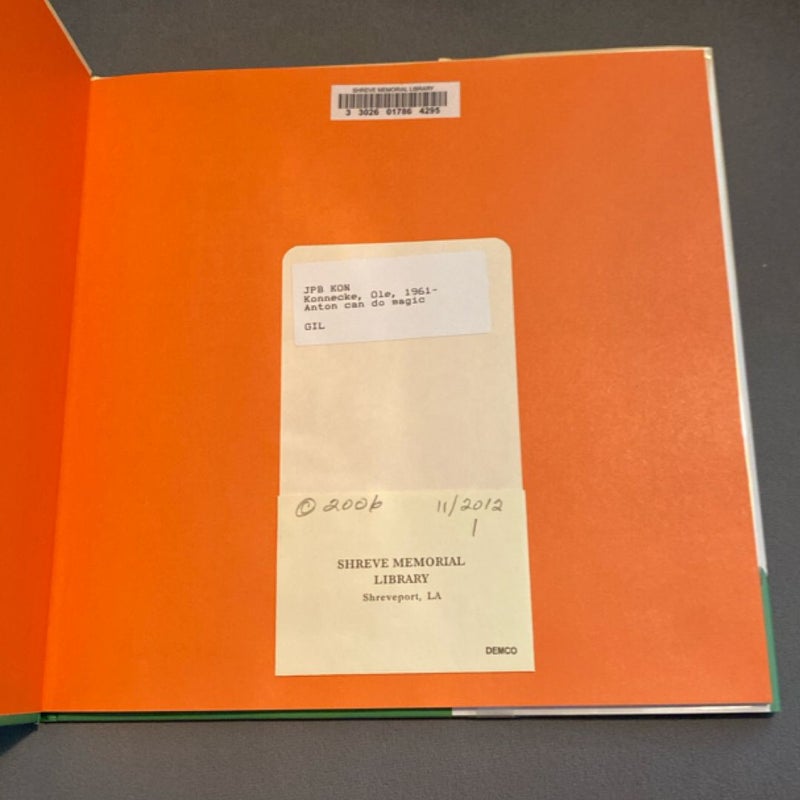 SHREVE MEMORIAL LIBRARY
3 3026 01786 4295
JPB KON
Konnecke, Ole, 1961-
Anton can do magic
GIL
© 2006 11/2012
1
SHREVE MEMORIAL
LIBRARY
Shreveport, LA
DEMCO